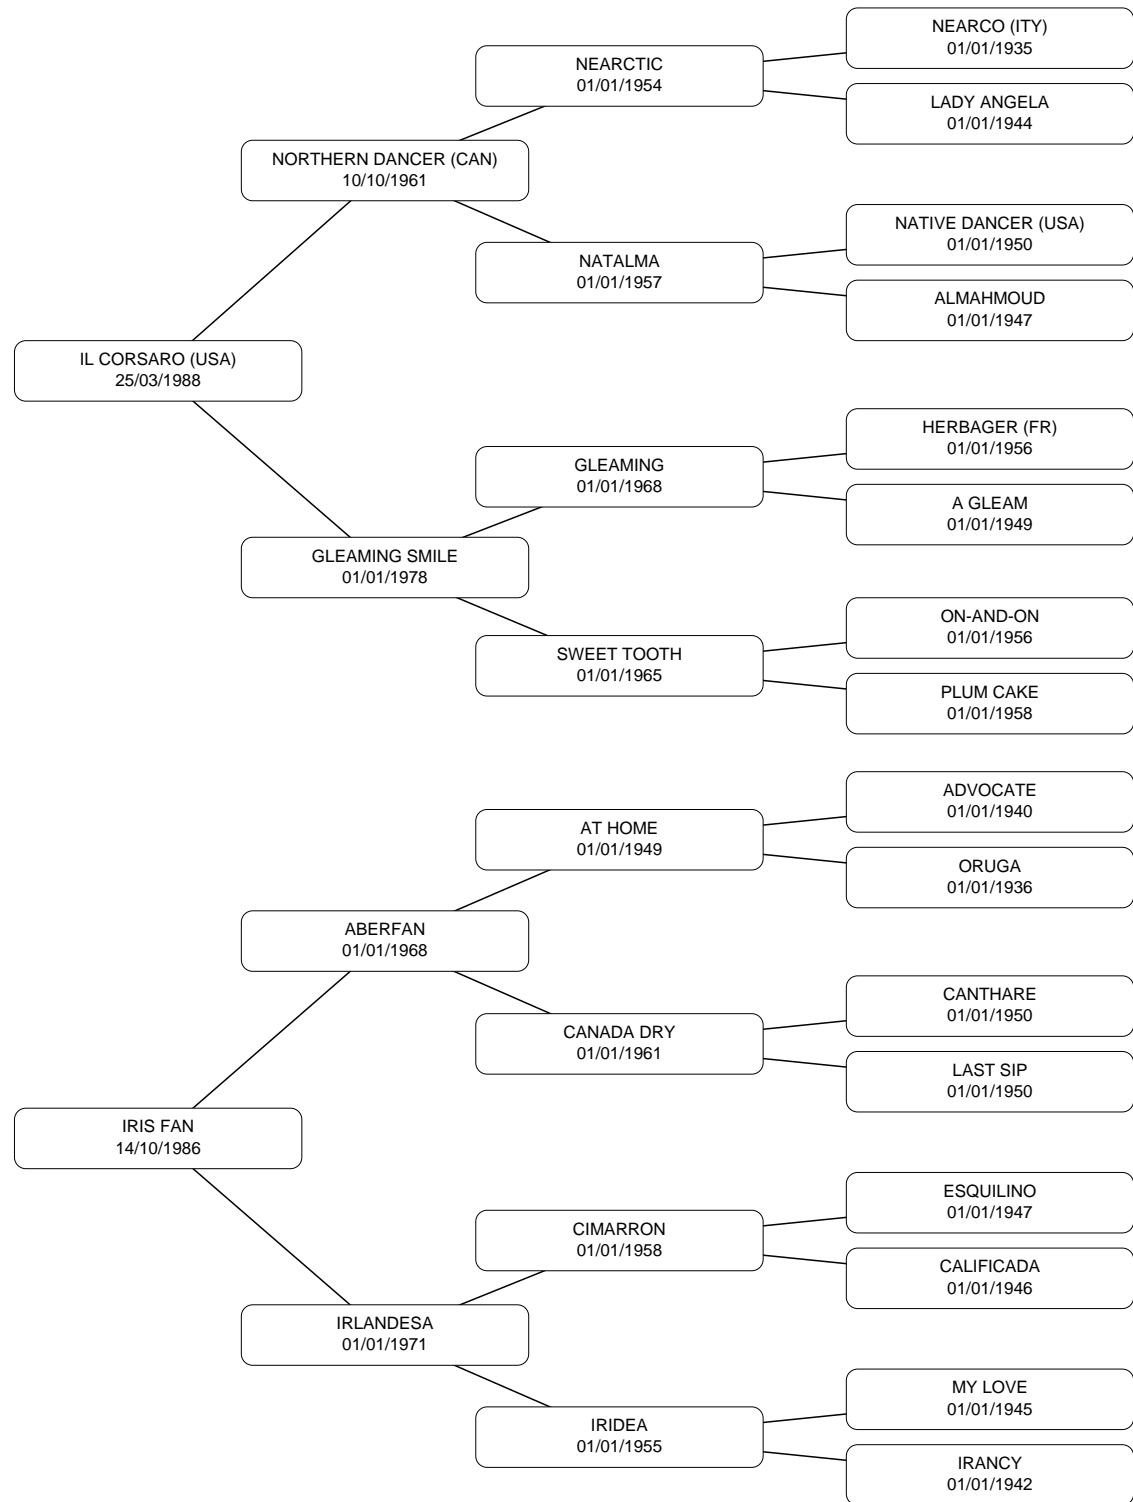 NEARCO (ITY)
01/01/1935
NEARCTIC
01/01/1954
LADY ANGELA
01/01/1944
NORTHERN DANCER (CAN)
10/10/1961
NATIVE DANCER (USA)
01/01/1950
NATALMA
01/01/1957
ALMAHMOUD
01/01/1947
IL CORSARO (USA)
25/03/1988
HERBAGER (FR)
01/01/1956
GLEAMING
01/01/1968
A GLEAM
01/01/1949
GLEAMING SMILE
01/01/1978
ON-AND-ON
01/01/1956
SWEET TOOTH
01/01/1965
PLUM CAKE
01/01/1958
ADVOCATE
01/01/1940
AT HOME
01/01/1949
ORUGA
01/01/1936
ABERFAN
01/01/1968
CANTHARE
01/01/1950
CANADA DRY
01/01/1961
LAST SIP
01/01/1950
IRIS FAN
14/10/1986
ESQUILINO
01/01/1947
CIMARRON
01/01/1958
CALIFICADA
01/01/1946
IRLANDESA
01/01/1971
MY LOVE
01/01/1945
IRIDEA
01/01/1955
IRANCY
01/01/1942